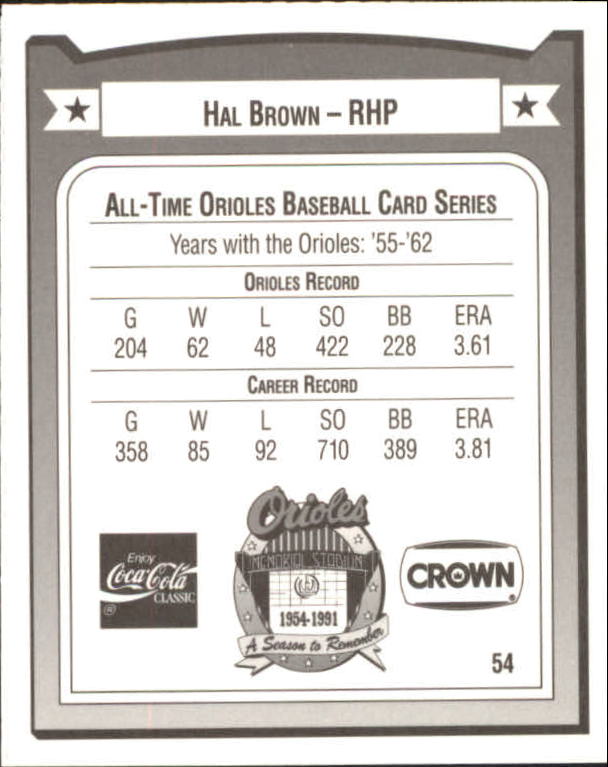 HAL BROWN – RHP
ALL-TIME ORIOLES BASEBALL CARD SERIES
Years with the Orioles: '55-'62
ORIOLES RECORD
G W L SO BB ERA
204 62 48 422 228 3.61
CAREER RECORD
G W L SO BB ERA
358 85 92 710 389 3.81
Orioles
MEMORIAL STADIUM
1954-1991
A Season to Remember
Enjoy
Coca-Cola
CLASSIC
®
CROWN
®
54